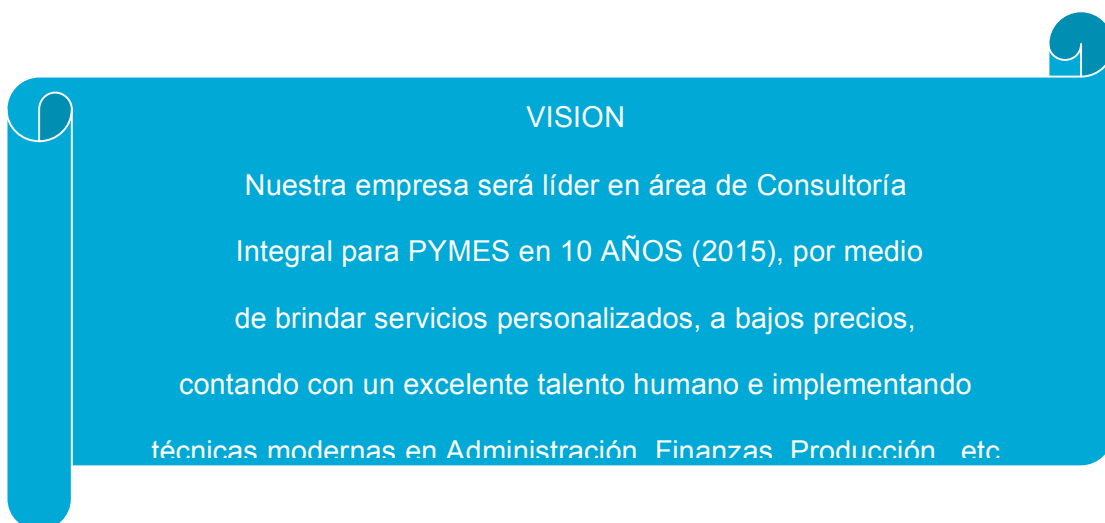 VISION
Nuestra empresa será líder en área de Consultoría
Integral para PYMES en 10 AÑOS (2015), por medio
de brindar servicios personalizados, a bajos precios,
contando con un excelente talento humano e implementando
técnicas modernas en Administración, Finanzas, Producción, etc